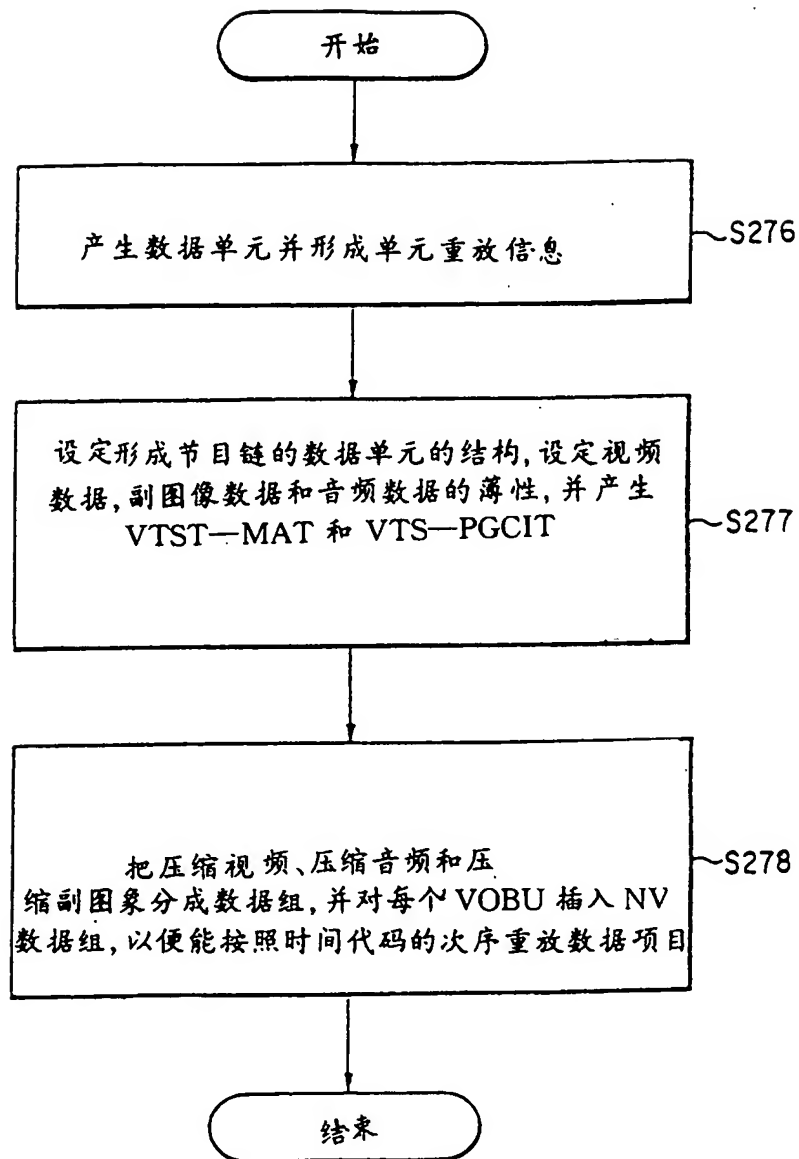 开始
产生数据单元并形成单元重放信息
S276
设定形成节目链的数据单元的结构,设定视频
数据,副图像数据和音频数据的薄性,并产生
VTST—MAT 和 VTS—PGCIT
S277
把压缩视频、压缩音频和压
缩副图象分成数据组,并对每个 VOBU 插入 NV
数据组,以便能按照时间代码的次序重放数据项目
S278
结束